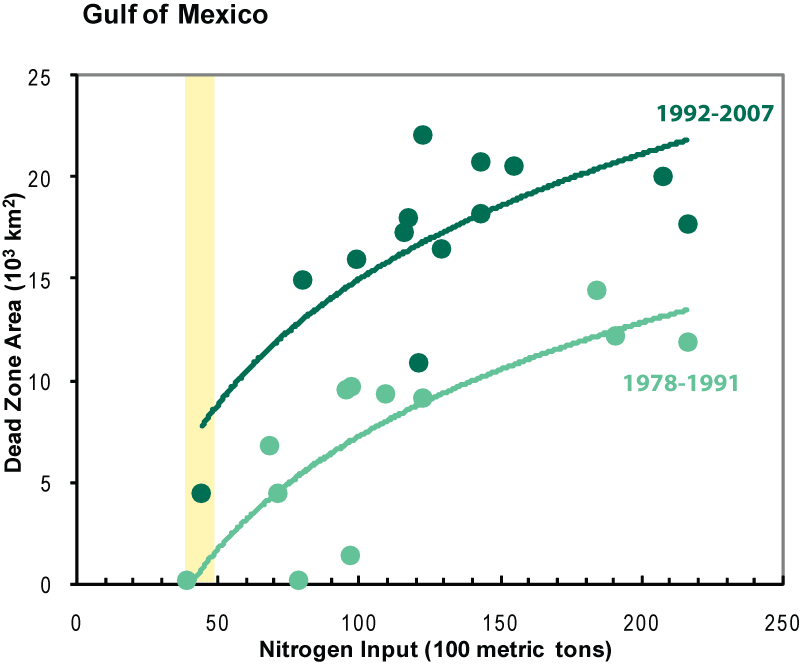 Gulf of Mexico
25
20
15
10
5
0
Dead Zone Area (10³ km²)
1992-2007
1978-1991
0 50 100 150 200 250
Nitrogen Input (100 metric tons)